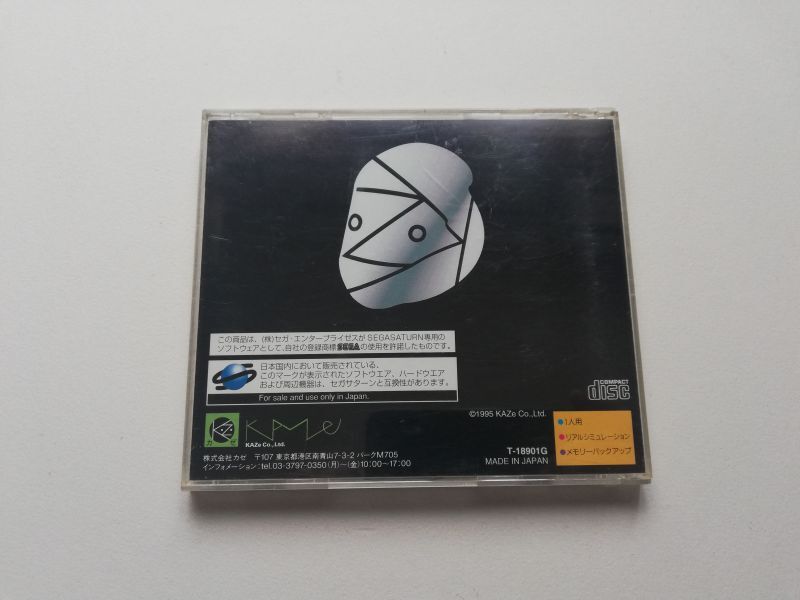 この商品は、(株)セガ・エンタープライゼスがSEGASATURN専用の
ソフトウェアとして、自社の登録商標SEGAの使用を許諾したものです。
日本国内において販売されている、
このマークが表示されたソフトウエア、ハードウエア
および周辺機器は、セガサターンと互換性があります。
For sale and use only in Japan.
COMPACT
disc
©1995 KAZe Co.,Ltd.
カゼ
KAZe
KAZe Co.,Ltd.
株式会社カゼ 〒107 東京都港区南青山7-3-2 パークM705
インフォメーション:tel.03-3797-0350(月)〜(金)10:00〜17:00
T-18901G
MADE IN JAPAN
●1人用
●リアルシミュレーション
●メモリーバックアップ